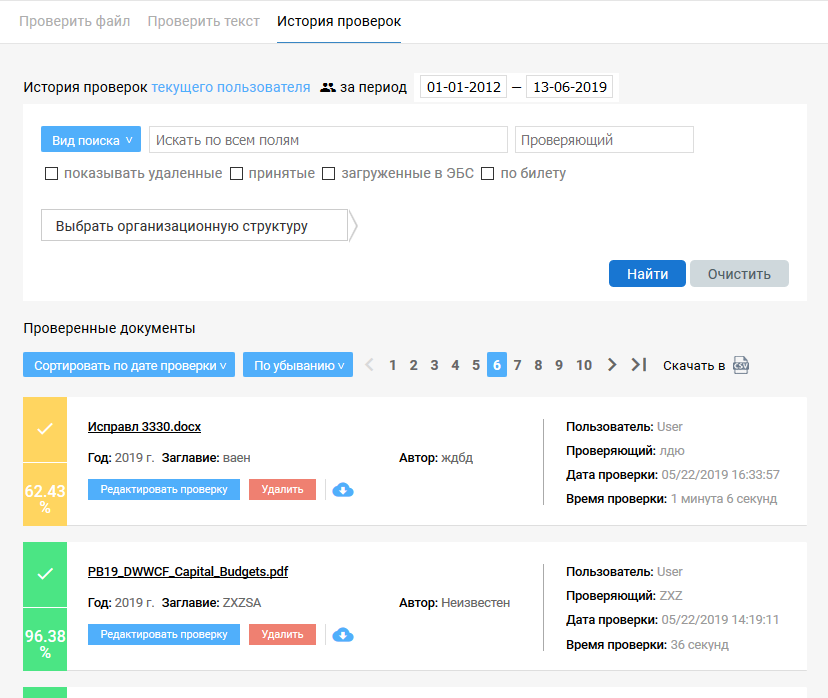 Проверить файл Проверить текст История проверок
История проверок текущего пользователя за период 01-01-2012 — 13-06-2019
Вид поиска Искать по всем полям Проверяющий
показывать удаленные принятые загруженные в ЭБС по билету
Выбрать организационную структуру
Найти Очистить
Проверенные документы
Сортировать по дате проверки По убыванию 1 2 3 4 5 6 7 8 9 10 Скачать в CSV
Исправл 3330.docx
Год: 2019 г. Заглавие: ваен Автор: ждбд
Редактировать проверку Удалить
62.43
%
Пользователь: User
Проверяющий: лдю
Дата проверки: 05/22/2019 16:33:57
Время проверки: 1 минута 6 секунд
PB19_DWWCF_Capital_Budgets.pdf
Год: 2019 г. Заглавие: ZXZSA Автор: Неизвестен
Редактировать проверку Удалить
96.38
%
Пользователь: User
Проверяющий: ZXZ
Дата проверки: 05/22/2019 14:19:11
Время проверки: 36 секунд